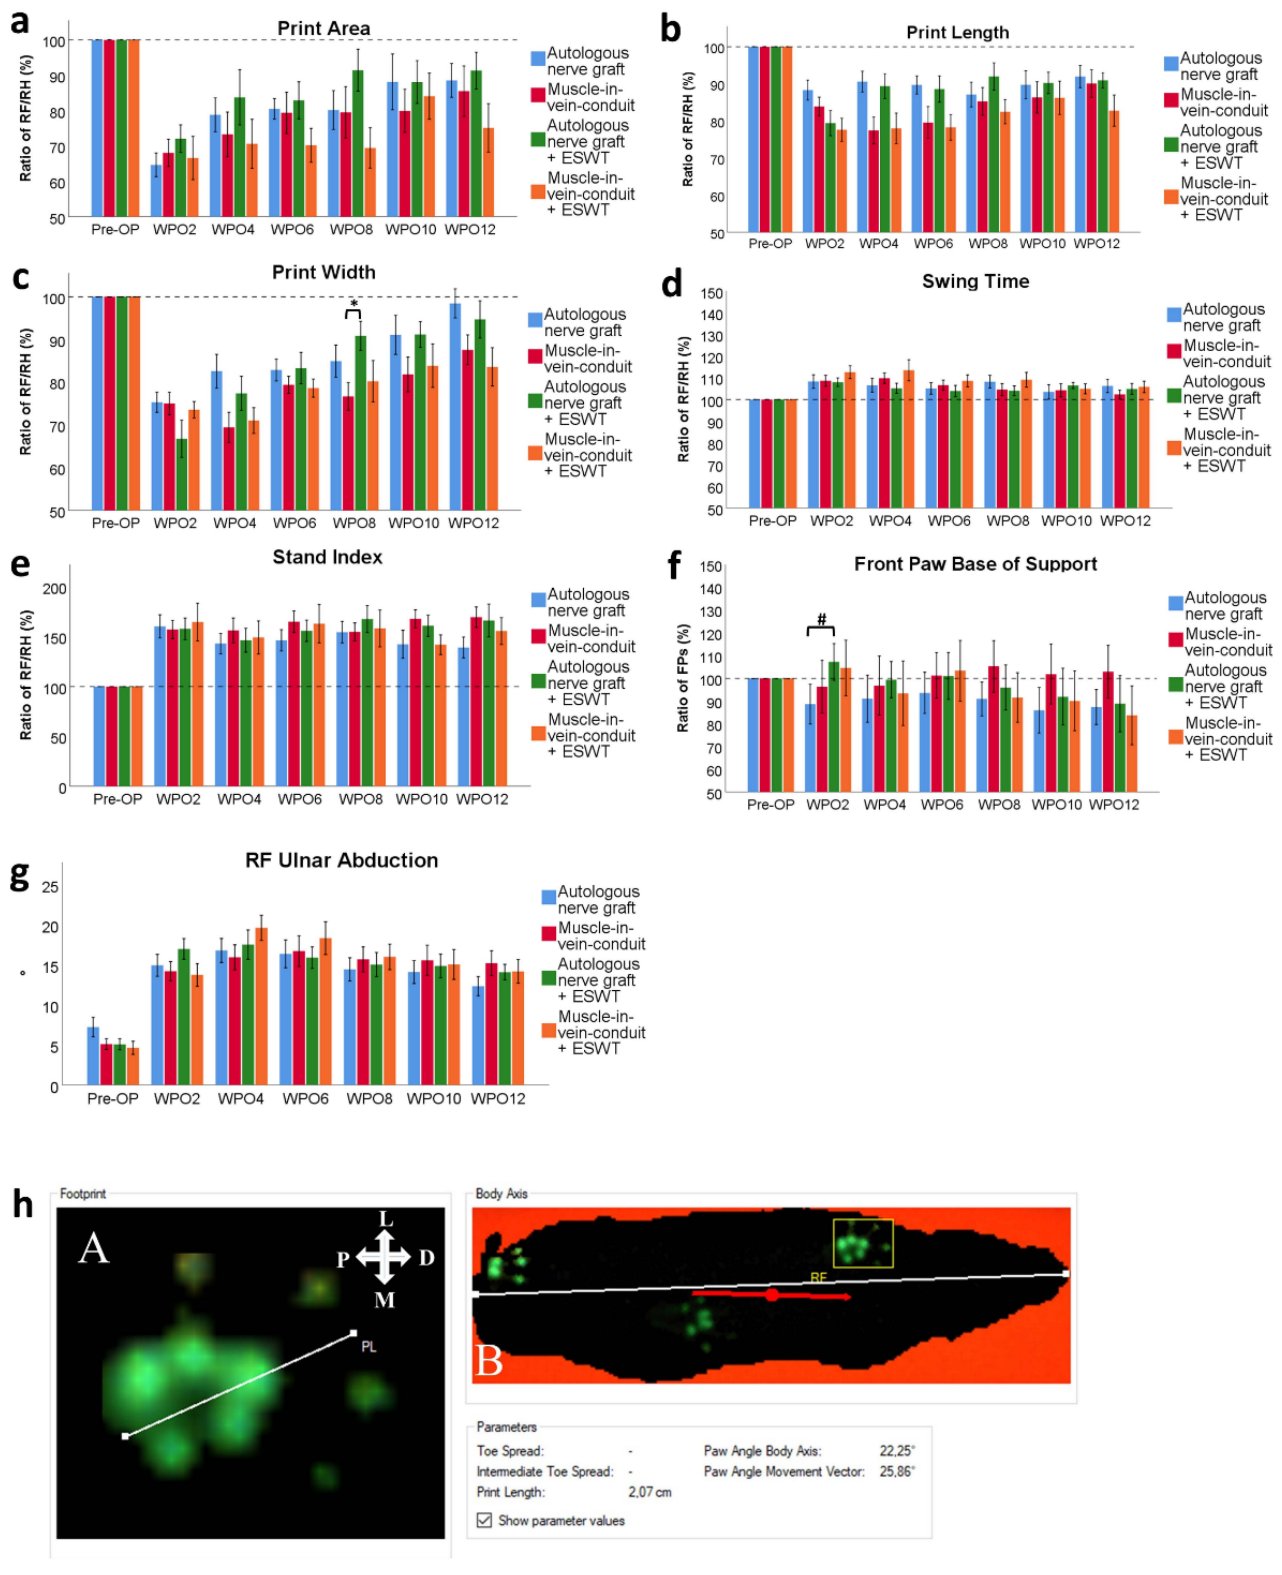 a
Print Area
Ratio of RF/RH (%)
100
90
80
70
60
50
Pre-OP WPO2 WPO4 WPO6 WPO8 WPO10 WPO12
Autologous
nerve graft
Muscle-in-
vein-conduit
Autologous
nerve graft
+ ESWT
Muscle-in-
vein-conduit
+ ESWT
b
Print Length
Ratio of RF/RH (%)
100
90
80
70
60
50
Pre-OP WPO2 WPO4 WPO6 WPO8 WPO10 WPO12
Autologous
nerve graft
Muscle-in-
vein-conduit
Autologous
nerve graft
+ ESWT
Muscle-in-
vein-conduit
+ ESWT
c
Print Width
Ratio of RF/RH (%)
100
90
80
70
60
50
*
Pre-OP WPO2 WPO4 WPO6 WPO8 WPO10 WPO12
Autologous
nerve graft
Muscle-in-
vein-conduit
Autologous
nerve graft
+ ESWT
Muscle-in-
vein-conduit
+ ESWT
d
Swing Time
Ratio of RF/RH (%)
150
140
130
120
110
100
90
80
70
60
50
Pre-OP WPO2 WPO4 WPO6 WPO8 WPO10 WPO12
Autologous
nerve graft
Muscle-in-
vein-conduit
Autologous
nerve graft
+ ESWT
Muscle-in-
vein-conduit
+ ESWT
e
Stand Index
Ratio of RF/RH (%)
200
150
100
50
0
Pre-OP WPO2 WPO4 WPO6 WPO8 WPO10 WPO12
Autologous
nerve graft
Muscle-in-
vein-conduit
Autologous
nerve graft
+ ESWT
Muscle-in-
vein-conduit
+ ESWT
f
Front Paw Base of Support
Ratio of FPs (%)
150
140
130
120
110
100
90
80
70
60
50
#
Pre-OP WPO2 WPO4 WPO6 WPO8 WPO10 WPO12
Autologous
nerve graft
Muscle-in-
vein-conduit
Autologous
nerve graft
+ ESWT
Muscle-in-
vein-conduit
+ ESWT
g
RF Ulnar Abduction
°
25
20
15
10
5
0
Pre-OP WPO2 WPO4 WPO6 WPO8 WPO10 WPO12
Autologous
nerve graft
Muscle-in-
vein-conduit
Autologous
nerve graft
+ ESWT
Muscle-in-
vein-conduit
+ ESWT
h
Footprint
A
L
P D
M
PL
Body Axis
RF
B
Parameters
Toe Spread: - Paw Angle Body Axis: 22,25°
Intermediate Toe Spread: - Paw Angle Movement Vector: 25,86°
Print Length: 2,07 cm
Show parameter values